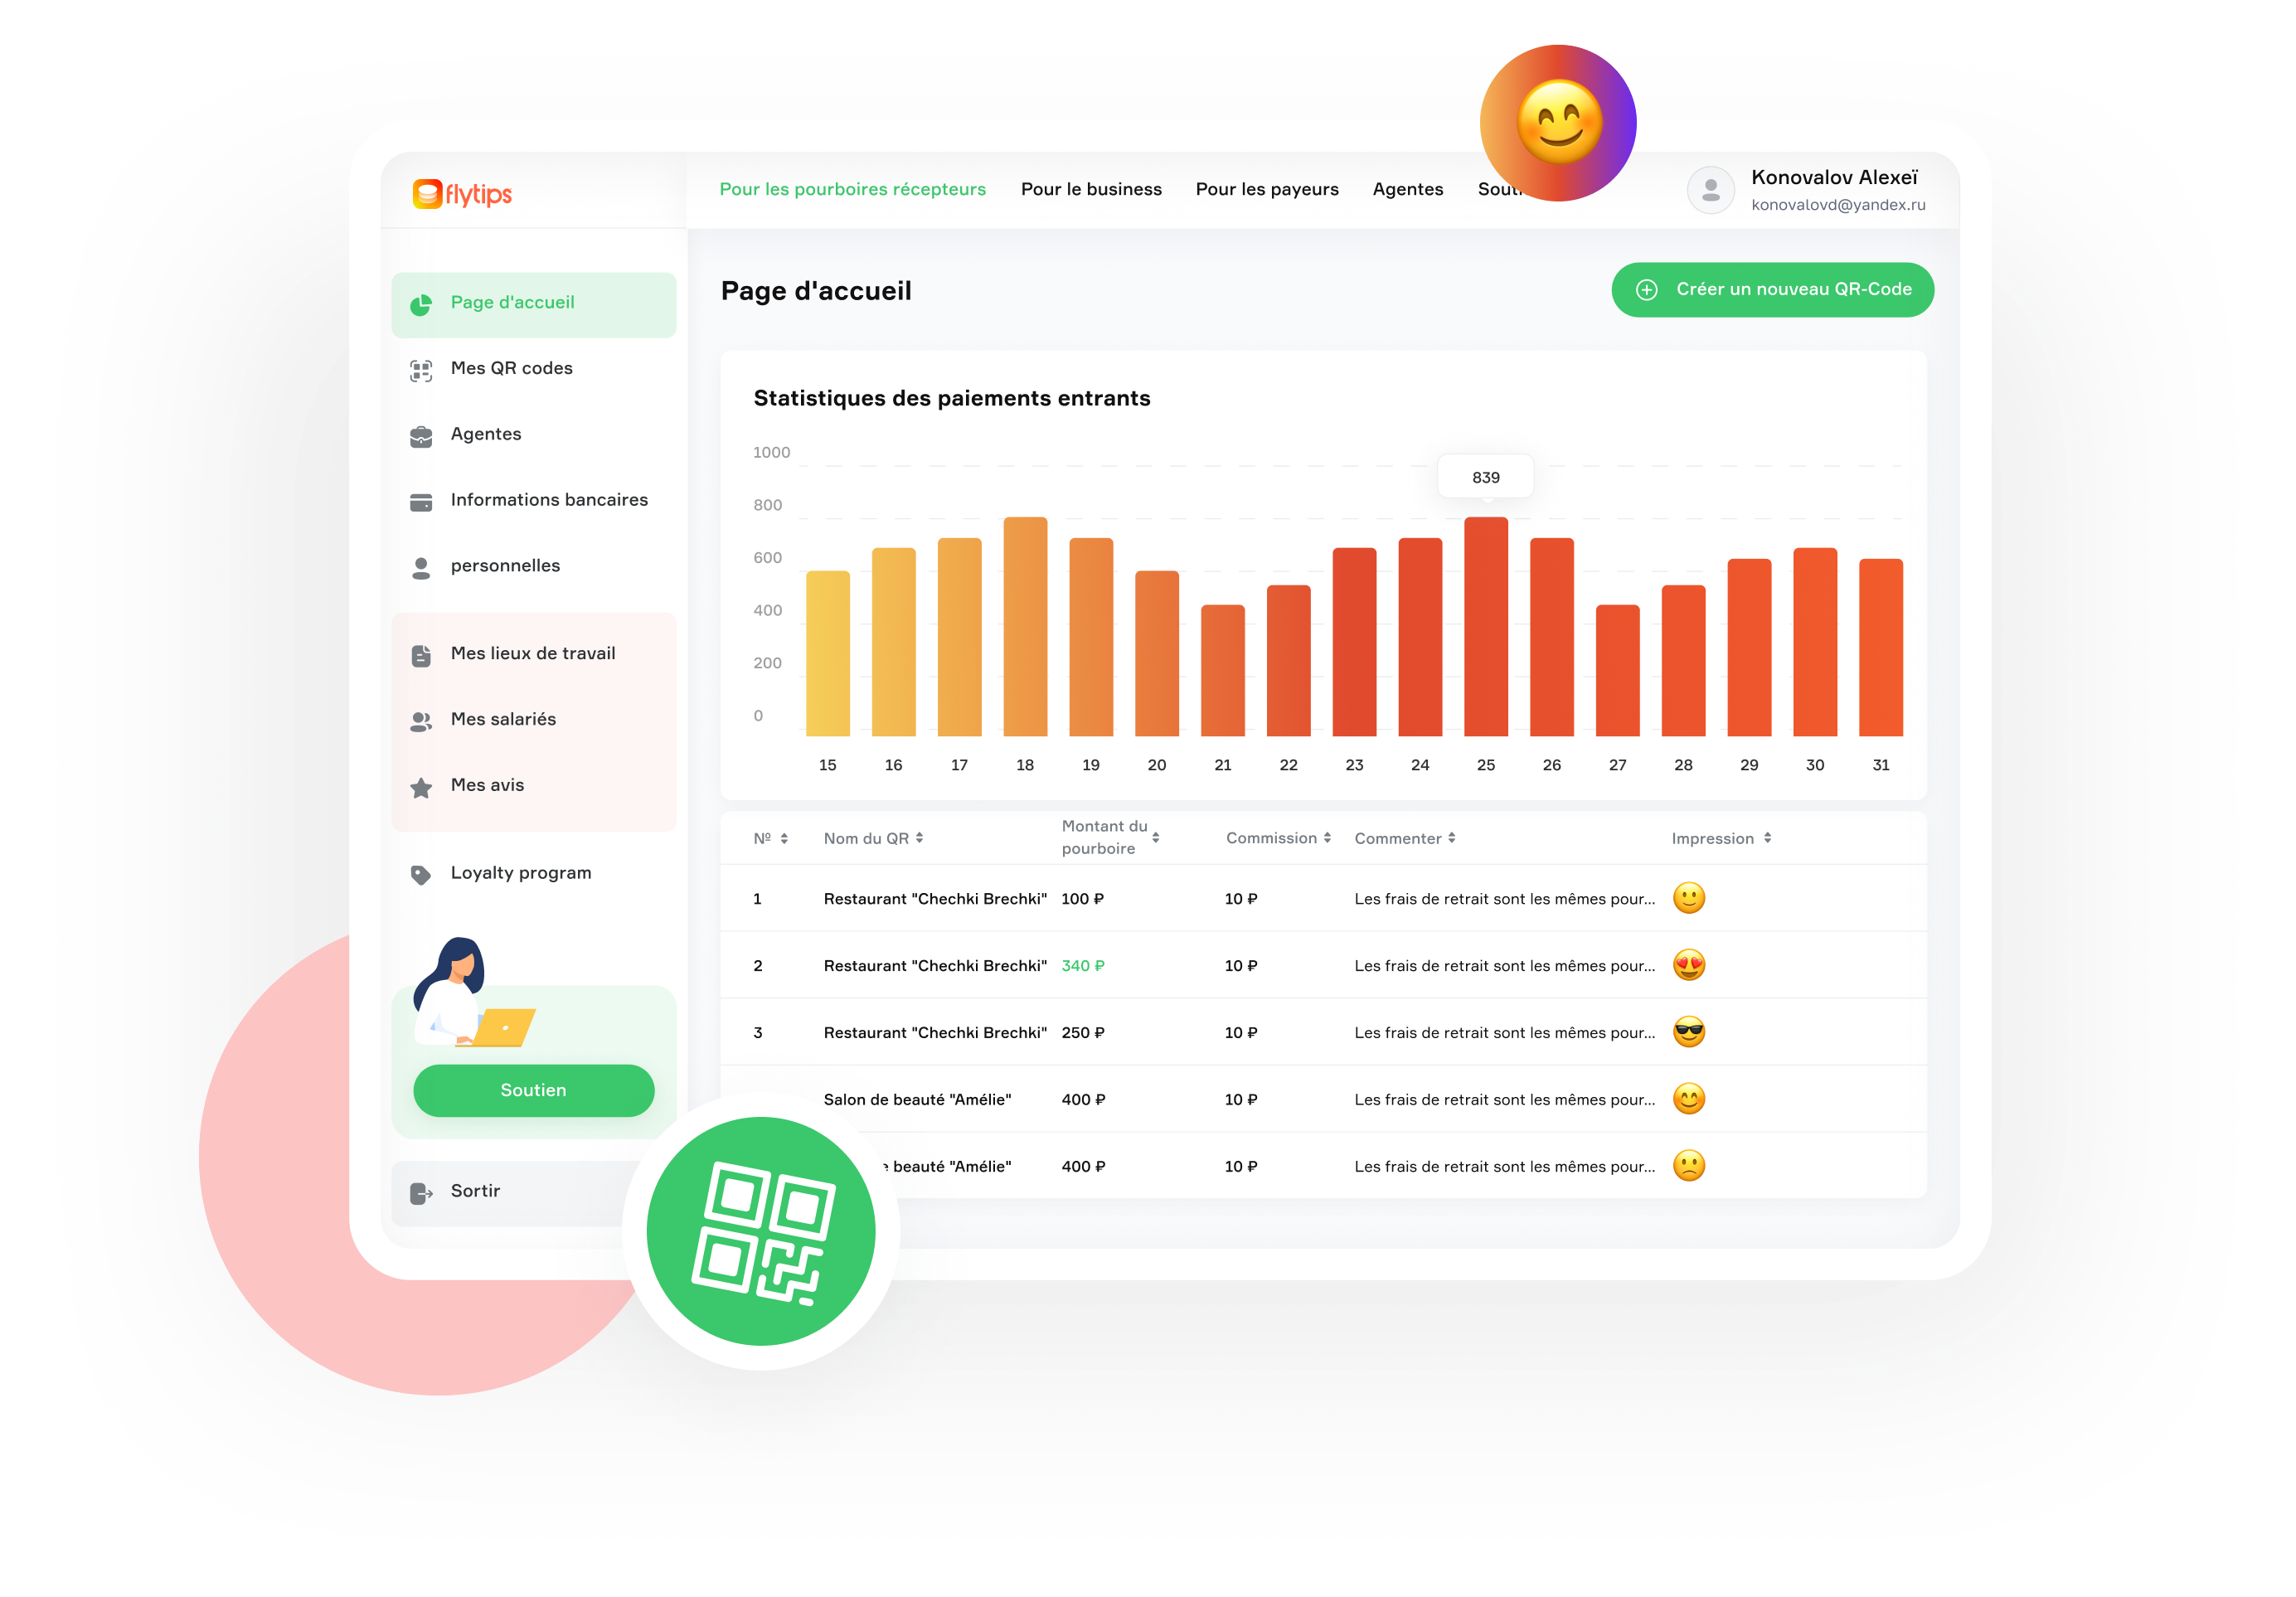 flytips
Pour les pourboires récepteurs
Pour le business
Pour les payeurs
Agentes
Konovalov Alexeï
konovalovd@yandex.ru
Page d'accueil
Mes QR codes
Agentes
Informations bancaires
personnelles
Mes lieux de travail
Mes salariés
Mes avis
Loyalty program
Soutien
Sortir
Page d'accueil
Créer un nouveau QR-Code
Statistiques des paiements entrants
1000
800
600
400
200
0
839
15 16 17 18 19 20 21 22 23 24 25 26 27 28 29 30 31
Nº Nom du QR Montant du pourboire Commission Commenter Impression
1 Restaurant "Chechki Brechki" 100 ₽ 10 ₽ Les frais de retrait sont les mêmes pour...
2 Restaurant "Chechki Brechki" 340 ₽ 10 ₽ Les frais de retrait sont les mêmes pour...
3 Restaurant "Chechki Brechki" 250 ₽ 10 ₽ Les frais de retrait sont les mêmes pour...
Salon de beauté "Amélie" 400 ₽ 10 ₽ Les frais de retrait sont les mêmes pour...
beauté "Amélie" 400 ₽ 10 ₽ Les frais de retrait sont les mêmes pour...